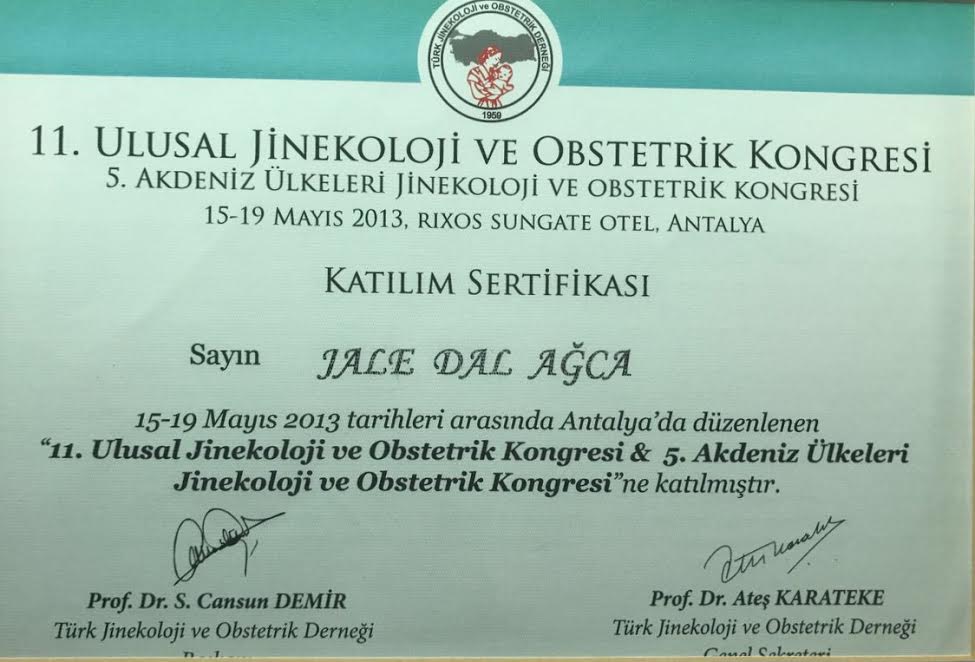 TÜRK JİNEKOLOJİ ve OBSTETRİK DERNEĞİ
1959
11. ULUSAL JİNEKOLOJİ VE OBSTETRİK KONGRESİ
5. AKDENİZ ÜLKELERİ JİNEKOLOJİ VE OBSTETRİK KONGRESİ
15-19 MAYIS 2013, RIXOS SUNGATE OTEL, ANTALYA
KATILIM SERTİFİKASI
Sayın JALE DAL AĞCA
15-19 Mayıs 2013 tarihleri arasında Antalya'da düzenlenen
"11. Ulusal Jinekoloji ve Obstetrik Kongresi & 5. Akdeniz Ülkeleri
Jinekoloji ve Obstetrik Kongresi"ne katılmıştır.
Prof. Dr. S. Cansun DEMİR
Türk Jinekoloji ve Obstetrik Derneği
Prof. Dr. Ateş KARATEKE
Türk Jinekoloji ve Obstetrik Derneği
Genel Sekreteri